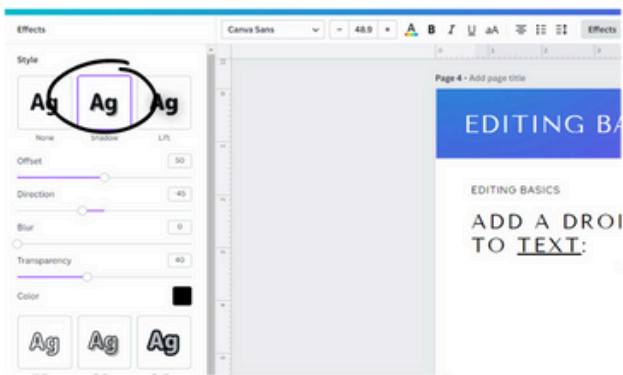 Effects
Canva Sans - 48.9 + A B I U aA Effects
Style
Ag Ag Ag
None Shadow Lift
Offset 50
Direction -45
Blur 0
Transparency 40
Color
Ag Ag Ag
Page 4 - Add page title
EDITING BA
EDITING BASICS
ADD A DRO
TO TEXT: